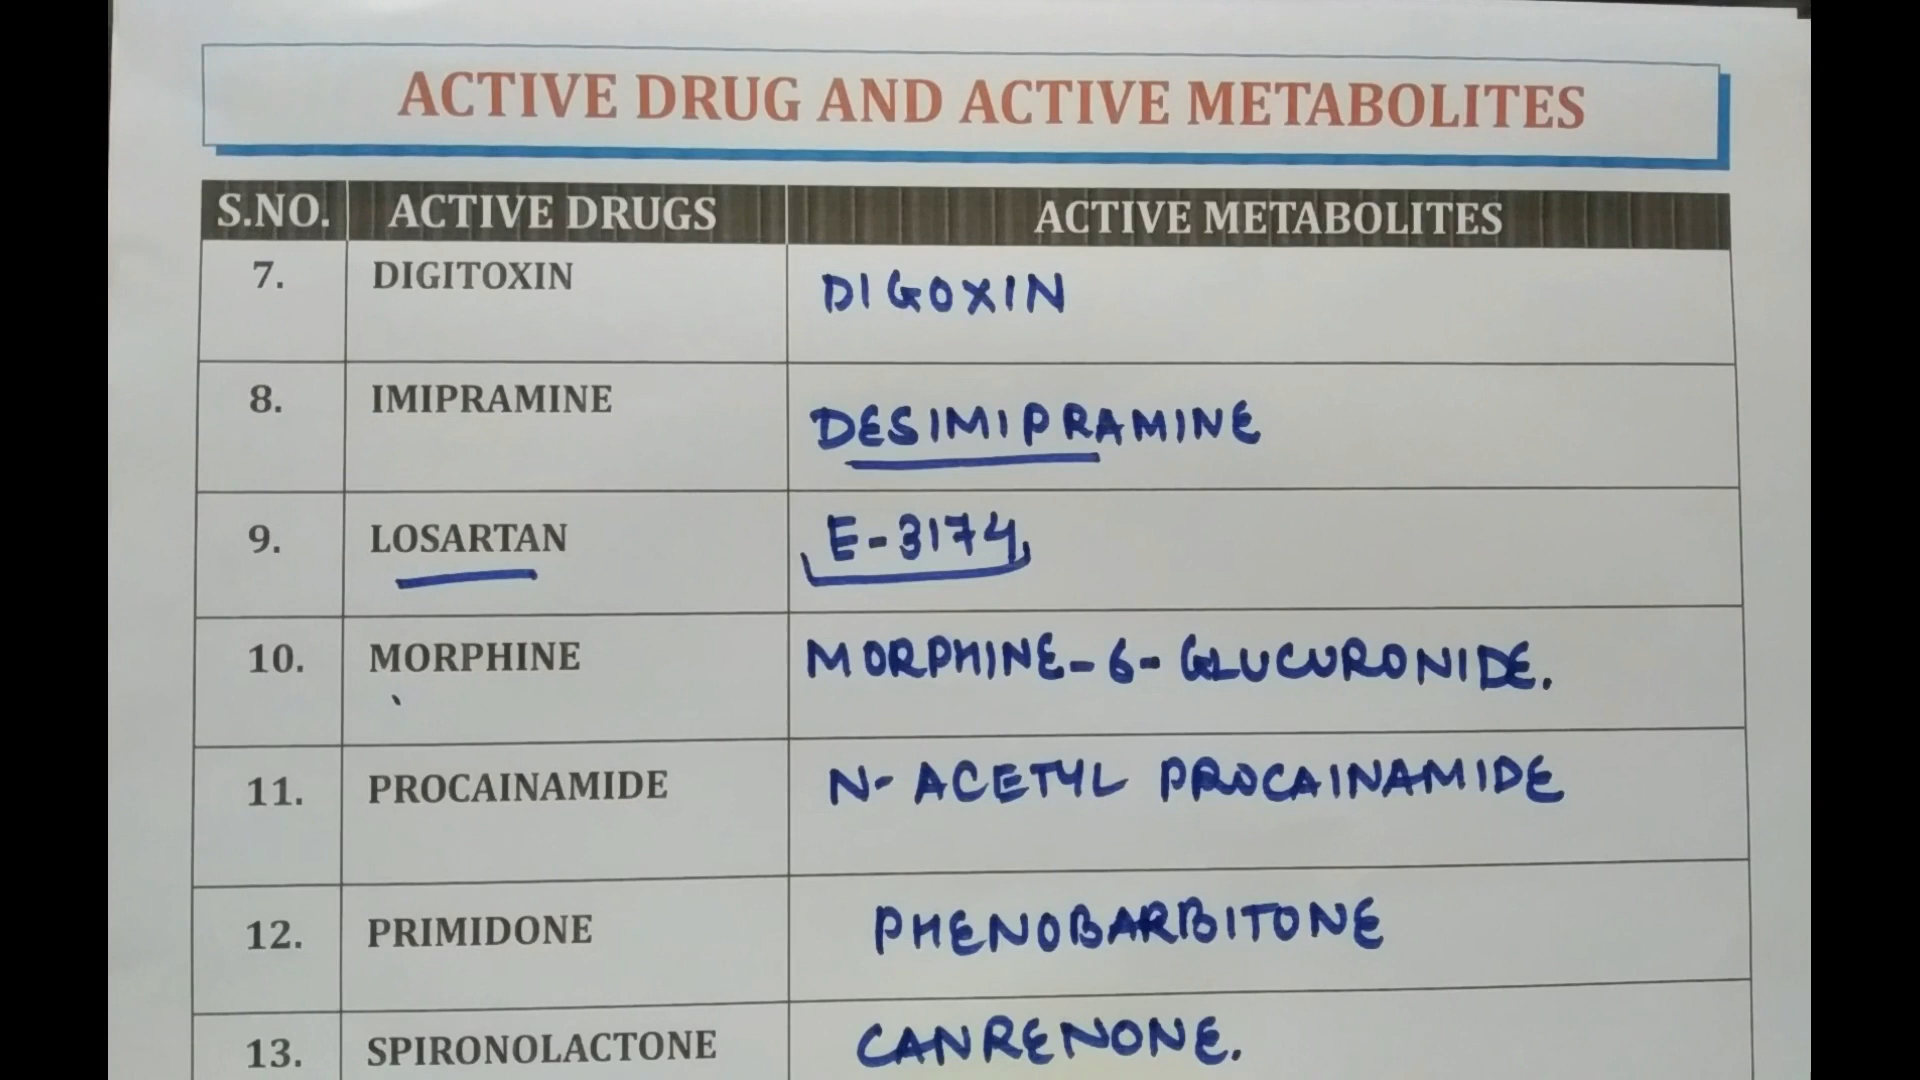 ACTIVE DRUG AND ACTIVE METABOLITES
S.NO. ACTIVE DRUGS ACTIVE METABOLITES
7. DIGITOXIN DIGOXIN
8. IMIPRAMINE DESIMIPRAMINE
9. LOSARTAN E-3174
10. MORPHINE MORPHINE-6-GLUCURONIDE.
11. PROCAINAMIDE N-ACETYL PROCAINAMIDE
12. PRIMIDONE PHENOBARBITONE
13. SPIRONOLACTONE CANRENONE.